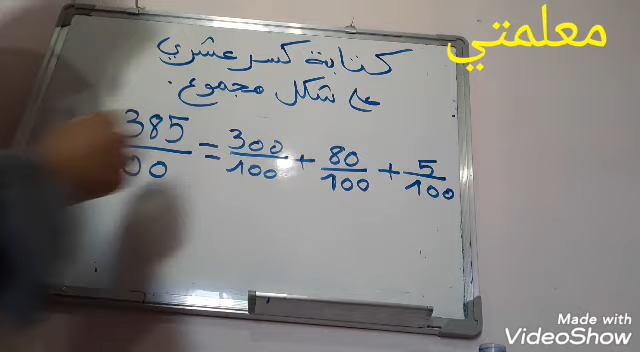 معلمتي
كتابة كسر عشري
على شكل مجموع.
385/00 = 300/100 + 80/100 + 5/100
Made with
VideoShow